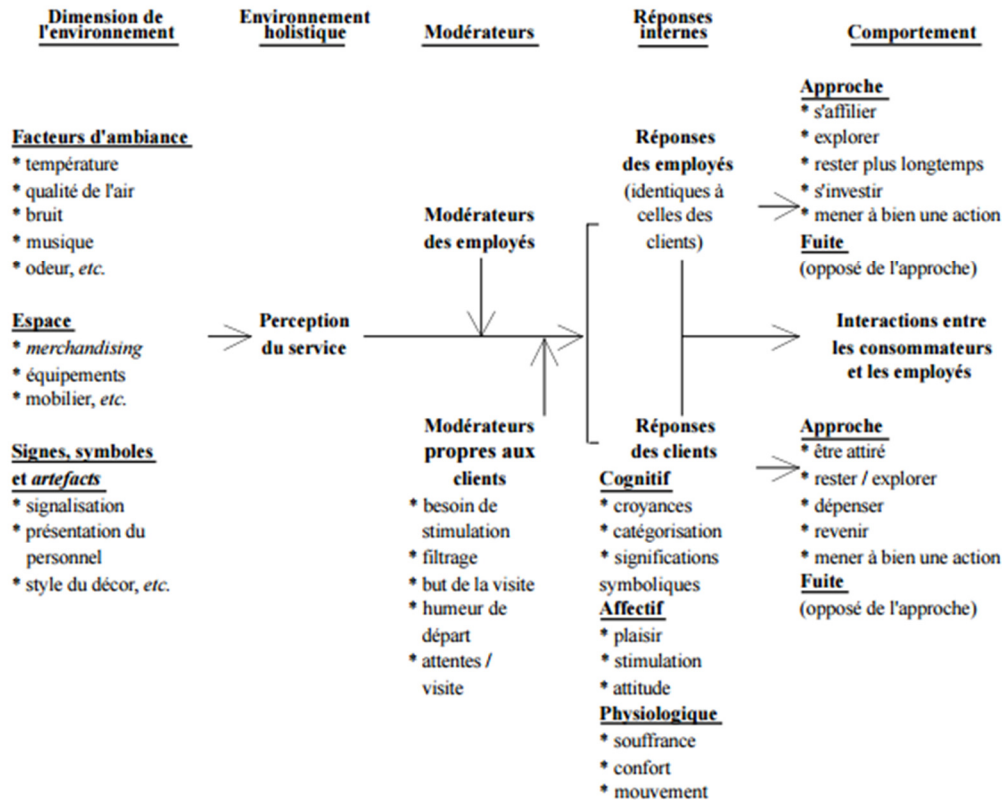 Dimension de
l'environnement
Environnement
holistique
Modérateurs
Réponses
internes
Comportement
Facteurs d'ambiance
* température
* qualité de l'air
* bruit
* musique
* odeur, etc.
Espace
* merchandising
* équipements
* mobilier, etc.
Signes, symboles
et artefacts
* signalisation
* présentation du
personnel
* style du décor, etc.
Perception
du service
Modérateurs
des employés
Modérateurs
propres aux
clients
* besoin de
stimulation
* filtrage
* but de la visite
* humeur de
départ
* attentes /
visite
Réponses
des employés
(identiques à
celles des
clients)
Réponses
des clients
Cognitif
* croyances
* catégorisation
* significations
symboliques
Affectif
* plaisir
* stimulation
* attitude
Physiologique
* souffrance
* confort
* mouvement
Approche
* s'affilier
* explorer
* rester plus longtemps
* s'investir
* mener à bien une action
Fuite
(opposé de l'approche)
Interactions entre
les consommateurs
et les employés
Approche
* être attiré
* rester / explorer
* dépenser
* revenir
* mener à bien une action
Fuite
(opposé de l'approche)